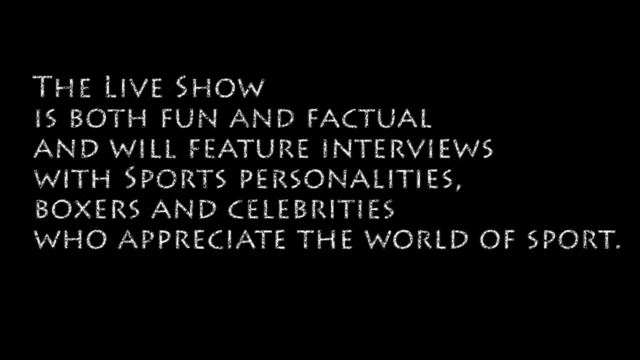 The Live Show
is both fun and factual
and will feature interviews
with Sports personalities,
boxers and celebrities
who appreciate the world of sport.